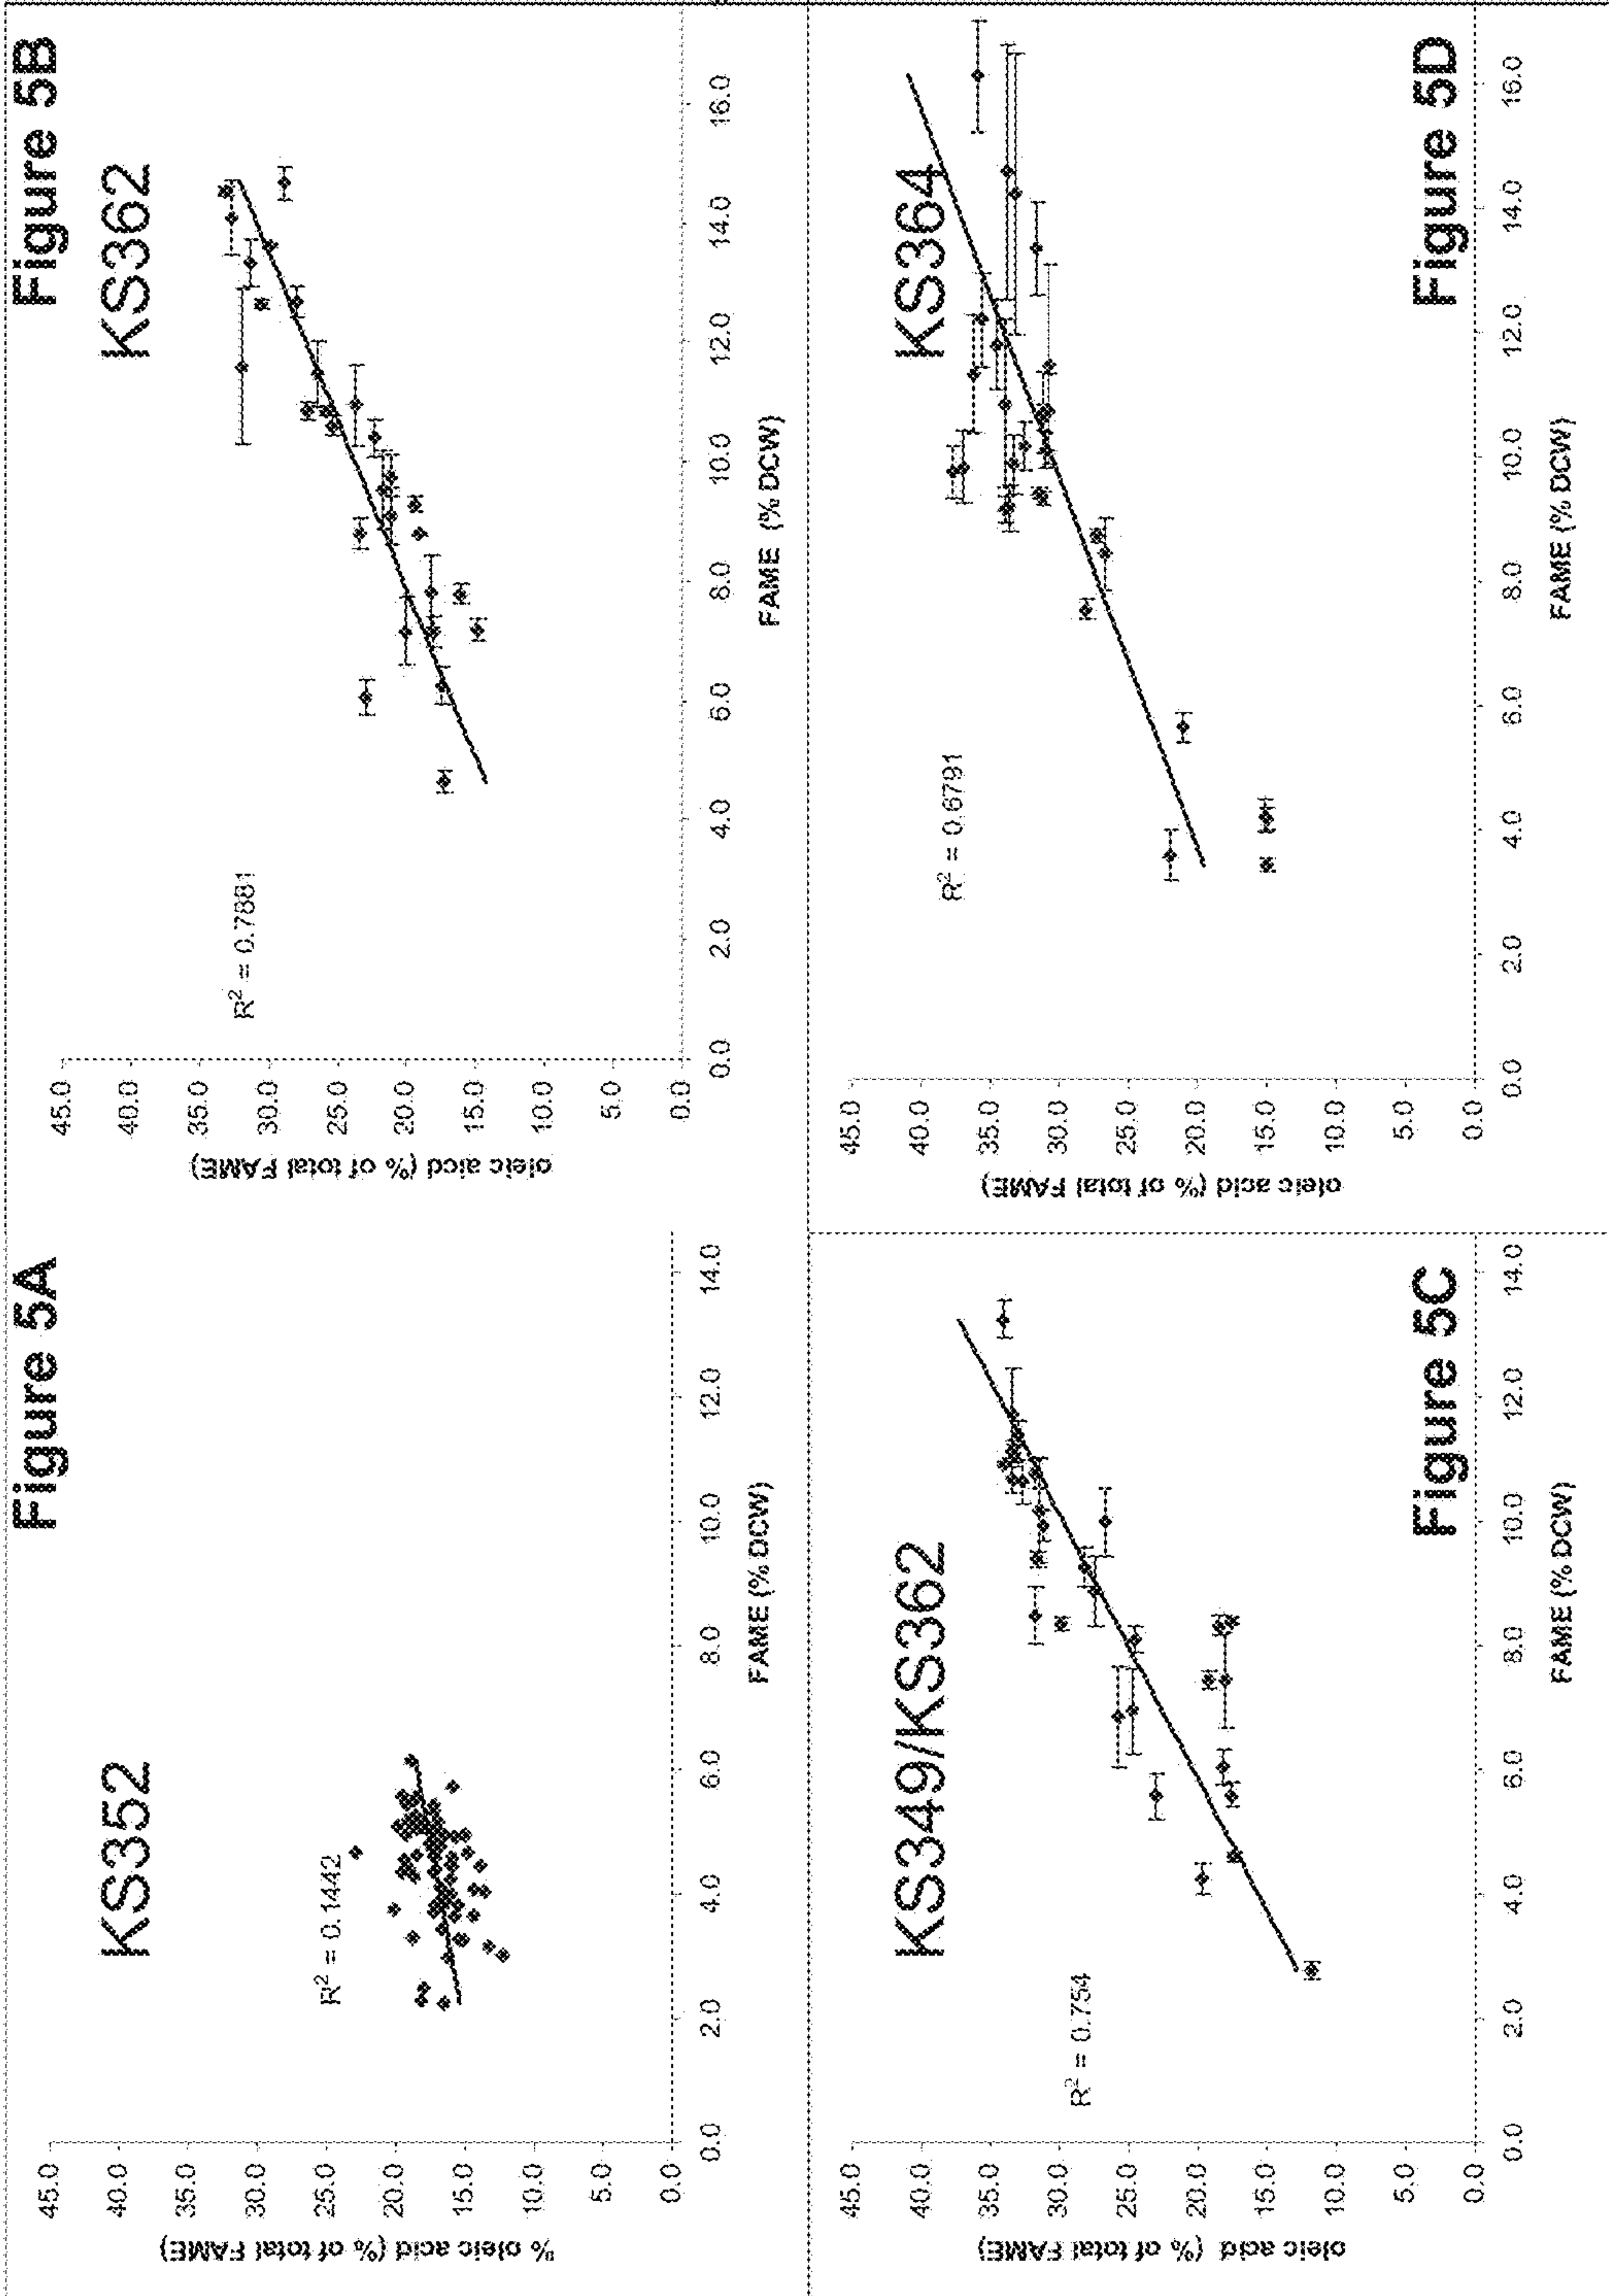 Figure 5A
KS352
R² = 0.1442
% oleic acid (% of total FAME)
45.0
40.0
35.0
30.0
25.0
20.0
15.0
10.0
5.0
0.0
0.0 2.0 4.0 6.0 8.0 10.0 12.0 14.0
FAME (% DCW)
Figure 5B
KS362
R² = 0.7881
oleic aicd (% of total FAME)
45.0
40.0
35.0
30.0
25.0
20.0
15.0
10.0
5.0
0.0
0.0 2.0 4.0 6.0 8.0 10.0 12.0 14.0 16.0
FAME (% DCW)
KS349/KS362
R² = 0.754
oleic acid (% of total FAME)
45.0
40.0
35.0
30.0
25.0
20.0
15.0
10.0
5.0
0.0
0.0 2.0 4.0 6.0 8.0 10.0 12.0 14.0
FAME (% DCW)
Figure 5C
KS364
R² = 0.6791
oleic acid (% of total FAME)
45.0
40.0
35.0
30.0
25.0
20.0
15.0
10.0
5.0
0.0
0.0 2.0 4.0 6.0 8.0 10.0 12.0 14.0 16.0
FAME (% DCW)
Figure 5D